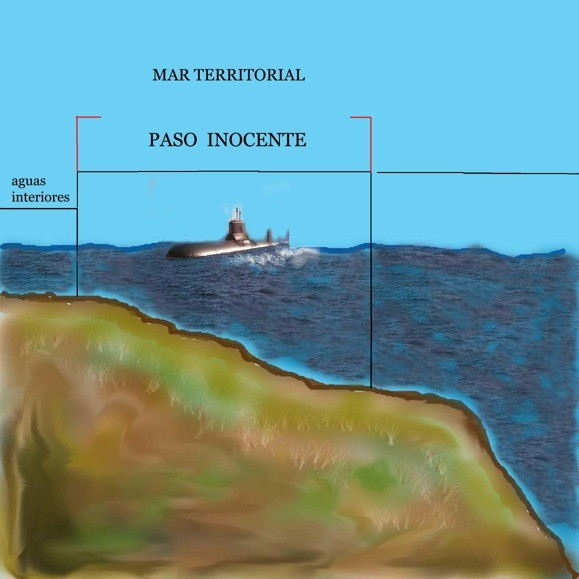 MAR TERRITORIAL
PASO INOCENTE
aguas
interiores